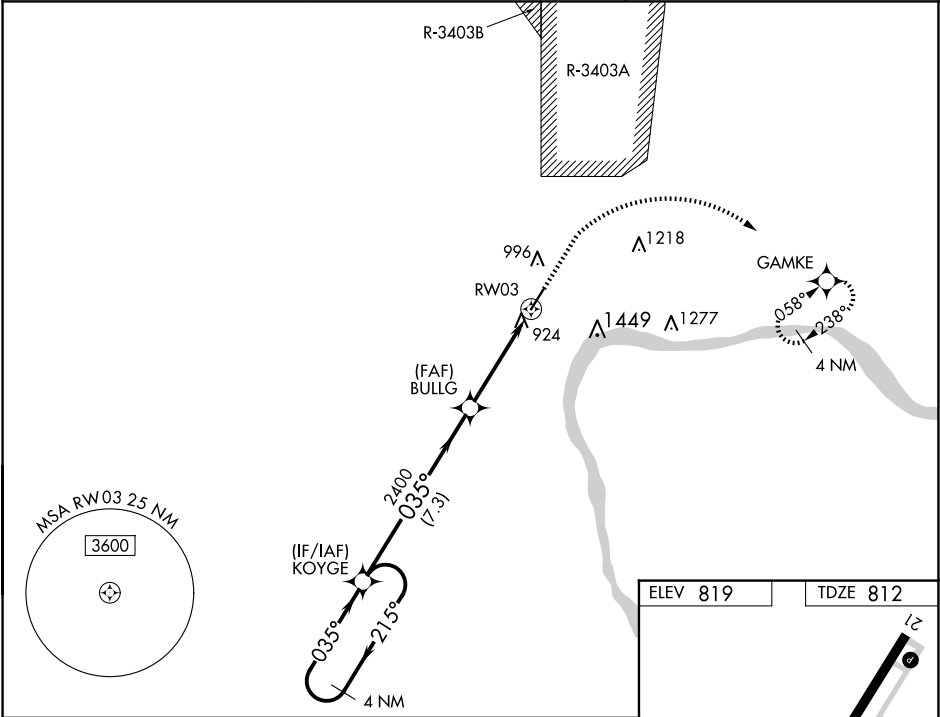 R-3403B
R-3403A
996
1218
GAMKE
RW03
058°
238°
924
1449
1277
4 NM
(FAF)
BULLG
2400
035°
(7.3)
MSA RW03 25 NM
3600
(IF/IAF)
KOYGE
035°
215°
4 NM
ELEV 819
TDZE 812
21
P